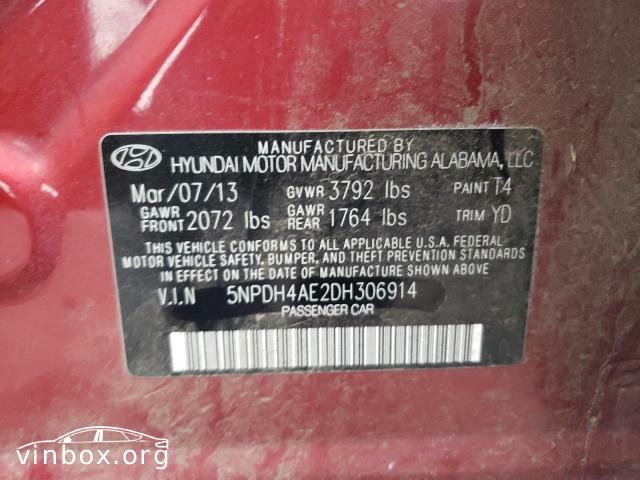 MANUFACTURED BY
HYUNDAI MOTOR MANUFACTURING ALABAMA, LLC
Mar/07/13 GVWR 3792 lbs PAINT T4
GAWR FRONT 2072 lbs GAWR REAR 1764 lbs TRIM YD
THIS VEHICLE CONFORMS TO ALL APPLICABLE U.S.A. FEDERAL
MOTOR VEHICLE SAFETY, BUMPER, AND THEFT PREVENTION STANDARDS
IN EFFECT ON THE DATE OF MANUFACTURE SHOWN ABOVE.
V.I.N 5NPDH4AE2DH306914
PASSENGER CAR
vinbox.org